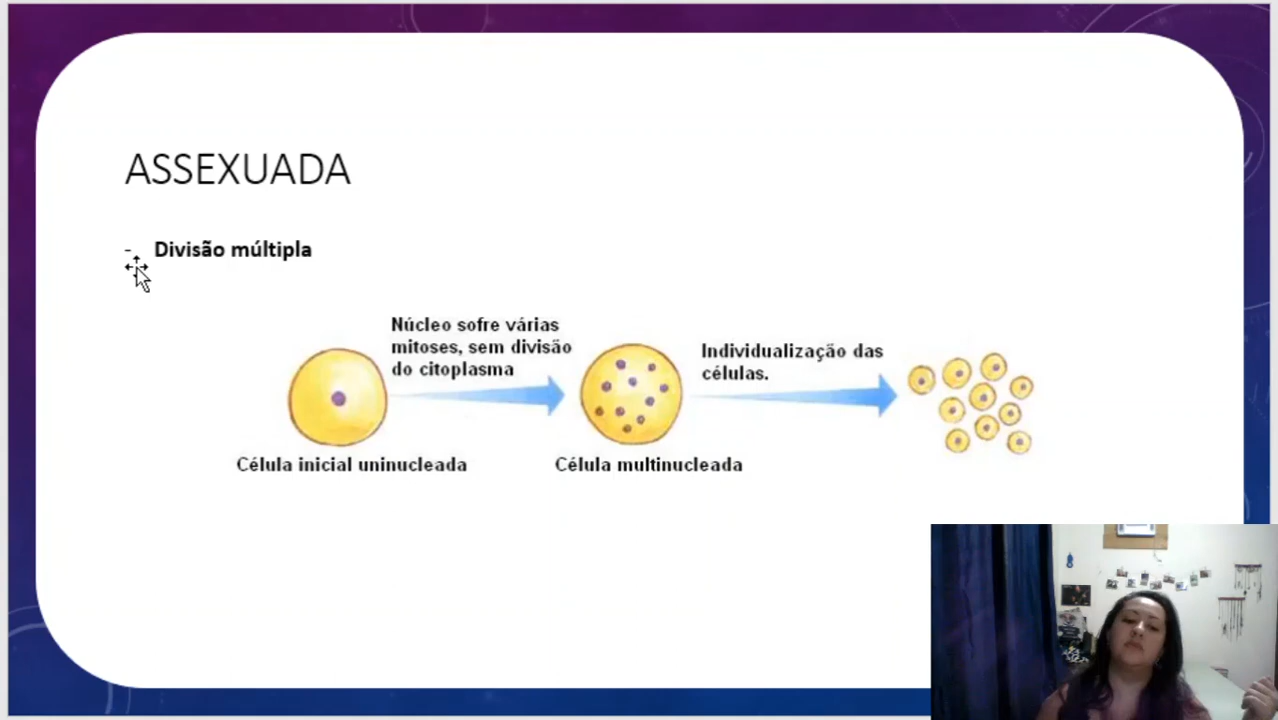 ASSEXUADA
- Divisão múltipla
Núcleo sofre várias
mitoses, sem divisão
do citoplasma
Individualização das
células.
Célula inicial uninucleada
Célula multinucleada